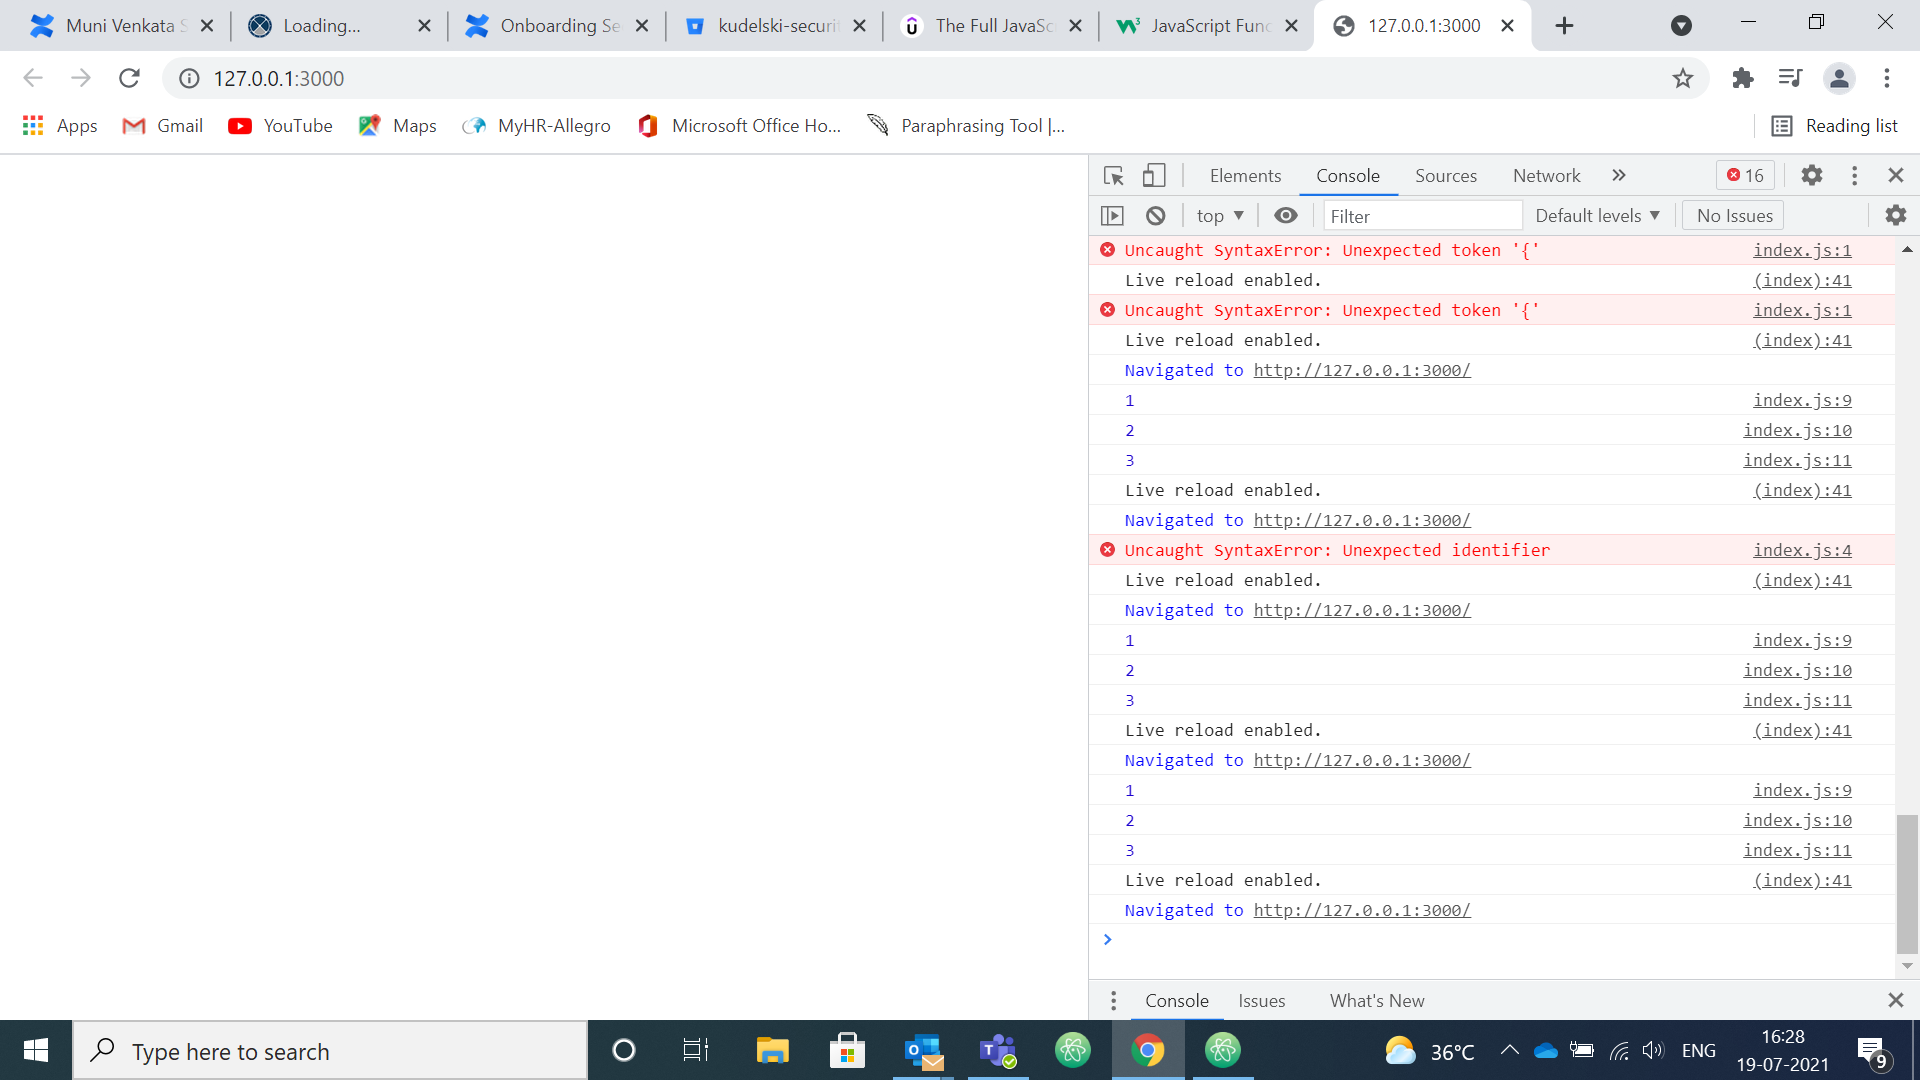 Muni Venkata S
Loading...
Onboarding Se
kudelski-securit
The Full JavaSc
JavaScript Func
127.0.0.1:3000
127.0.0.1:3000
Apps
Gmail
YouTube
Maps
MyHR-Allegro
Microsoft Office Ho...
Paraphrasing Tool |...
Reading list
Elements Console Sources Network » 16
top Filter Default levels No Issues
Uncaught SyntaxError: Unexpected token '{' index.js:1
Live reload enabled. (index):41
Uncaught SyntaxError: Unexpected token '{' index.js:1
Live reload enabled. (index):41
Navigated to http://127.0.0.1:3000/
1 index.js:9
2 index.js:10
3 index.js:11
Live reload enabled. (index):41
Navigated to http://127.0.0.1:3000/
Uncaught SyntaxError: Unexpected identifier index.js:4
Live reload enabled. (index):41
Navigated to http://127.0.0.1:3000/
1 index.js:9
2 index.js:10
3 index.js:11
Live reload enabled. (index):41
Navigated to http://127.0.0.1:3000/
1 index.js:9
2 index.js:10
3 index.js:11
Live reload enabled. (index):41
Navigated to http://127.0.0.1:3000/
Console Issues What's New
Type here to search
36°C
ENG
16:28
19-07-2021
9